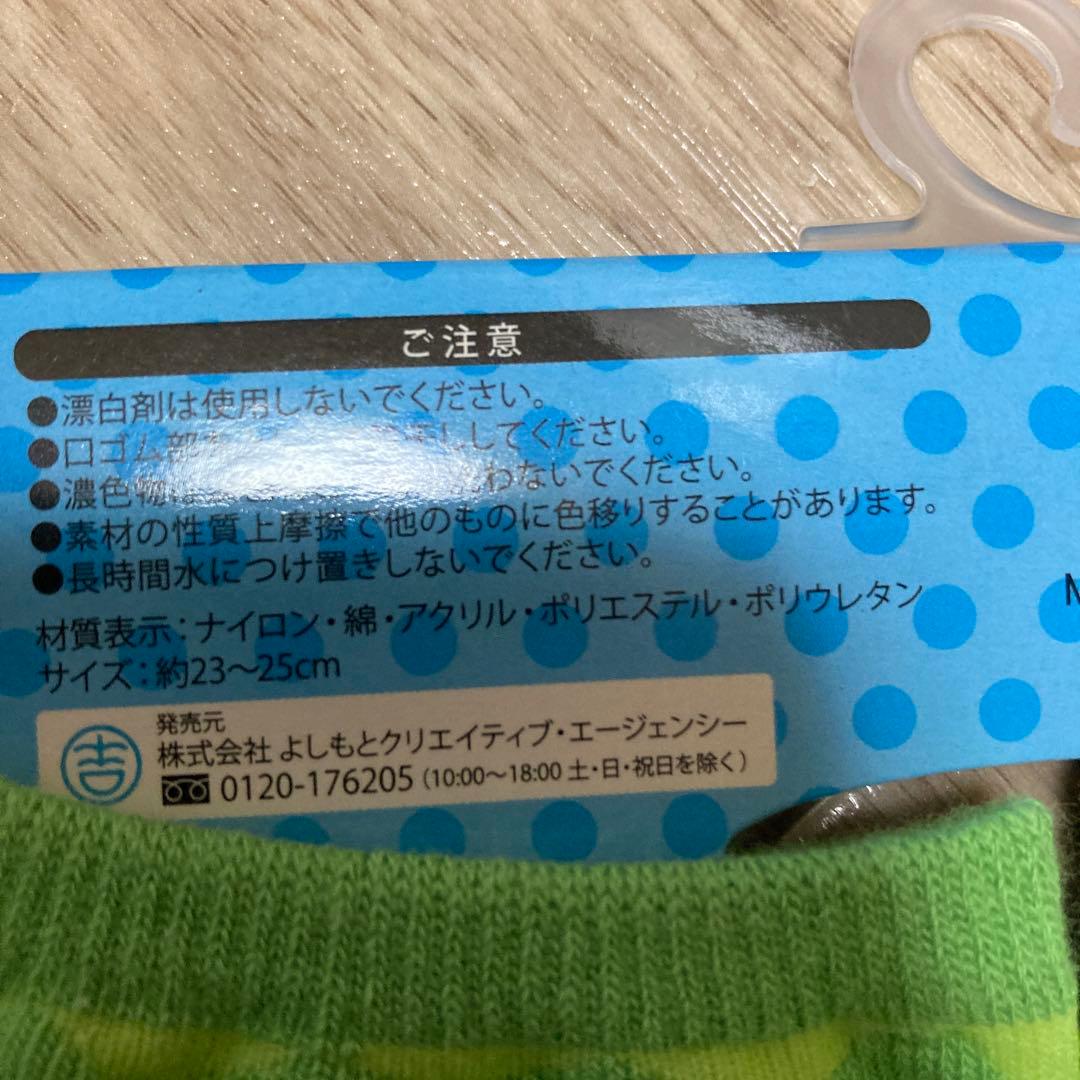 ご注意
●漂白剤は使用しないでください。
●口ゴム部 干ししてください。
●濃色物は わないでください。
●素材の性質上摩擦で他のものに色移りすることがあります。
●長時間水につけ置きしないでください。
材質表示：ナイロン・綿・アクリル・ポリエステル・ポリウレタン
サイズ：約23～25cm
吉
発売元
株式会社 よしもとクリエイティブ・エージェンシー
0120-176205（10:00～18:00 土・日・祝日を除く）